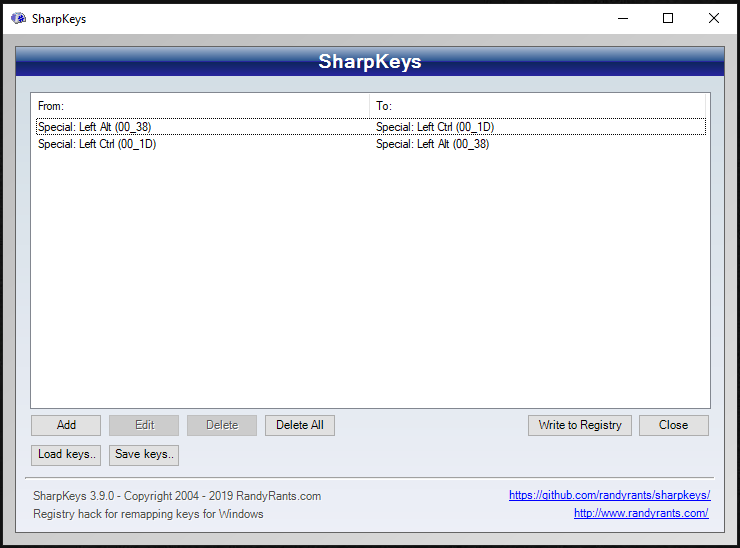 SharpKeys
SharpKeys
From: To:
Special: Left Alt (00_38) Special: Left Ctrl (00_1D)
Special: Left Ctrl (00_1D) Special: Left Alt (00_38)
Add Edit Delete Delete All Write to Registry Close
Load keys.. Save keys..
SharpKeys 3.9.0 - Copyright 2004 - 2019 RandyRants.com https://github.com/randyrants/sharpkeys/
Registry hack for remapping keys for Windows http://www.randyrants.com/